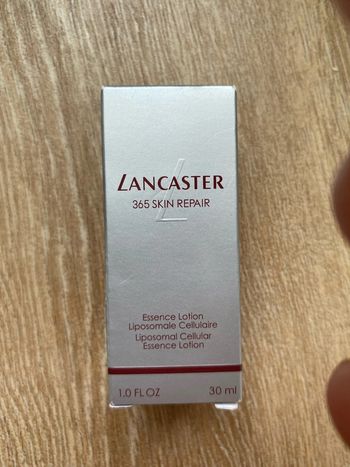 LANCASTER
365 SKIN REPAIR
Essence Lotion
Liposomale Cellulaire
Liposomal Cellular
Essence Lotion
1.0 FL OZ 30 ml